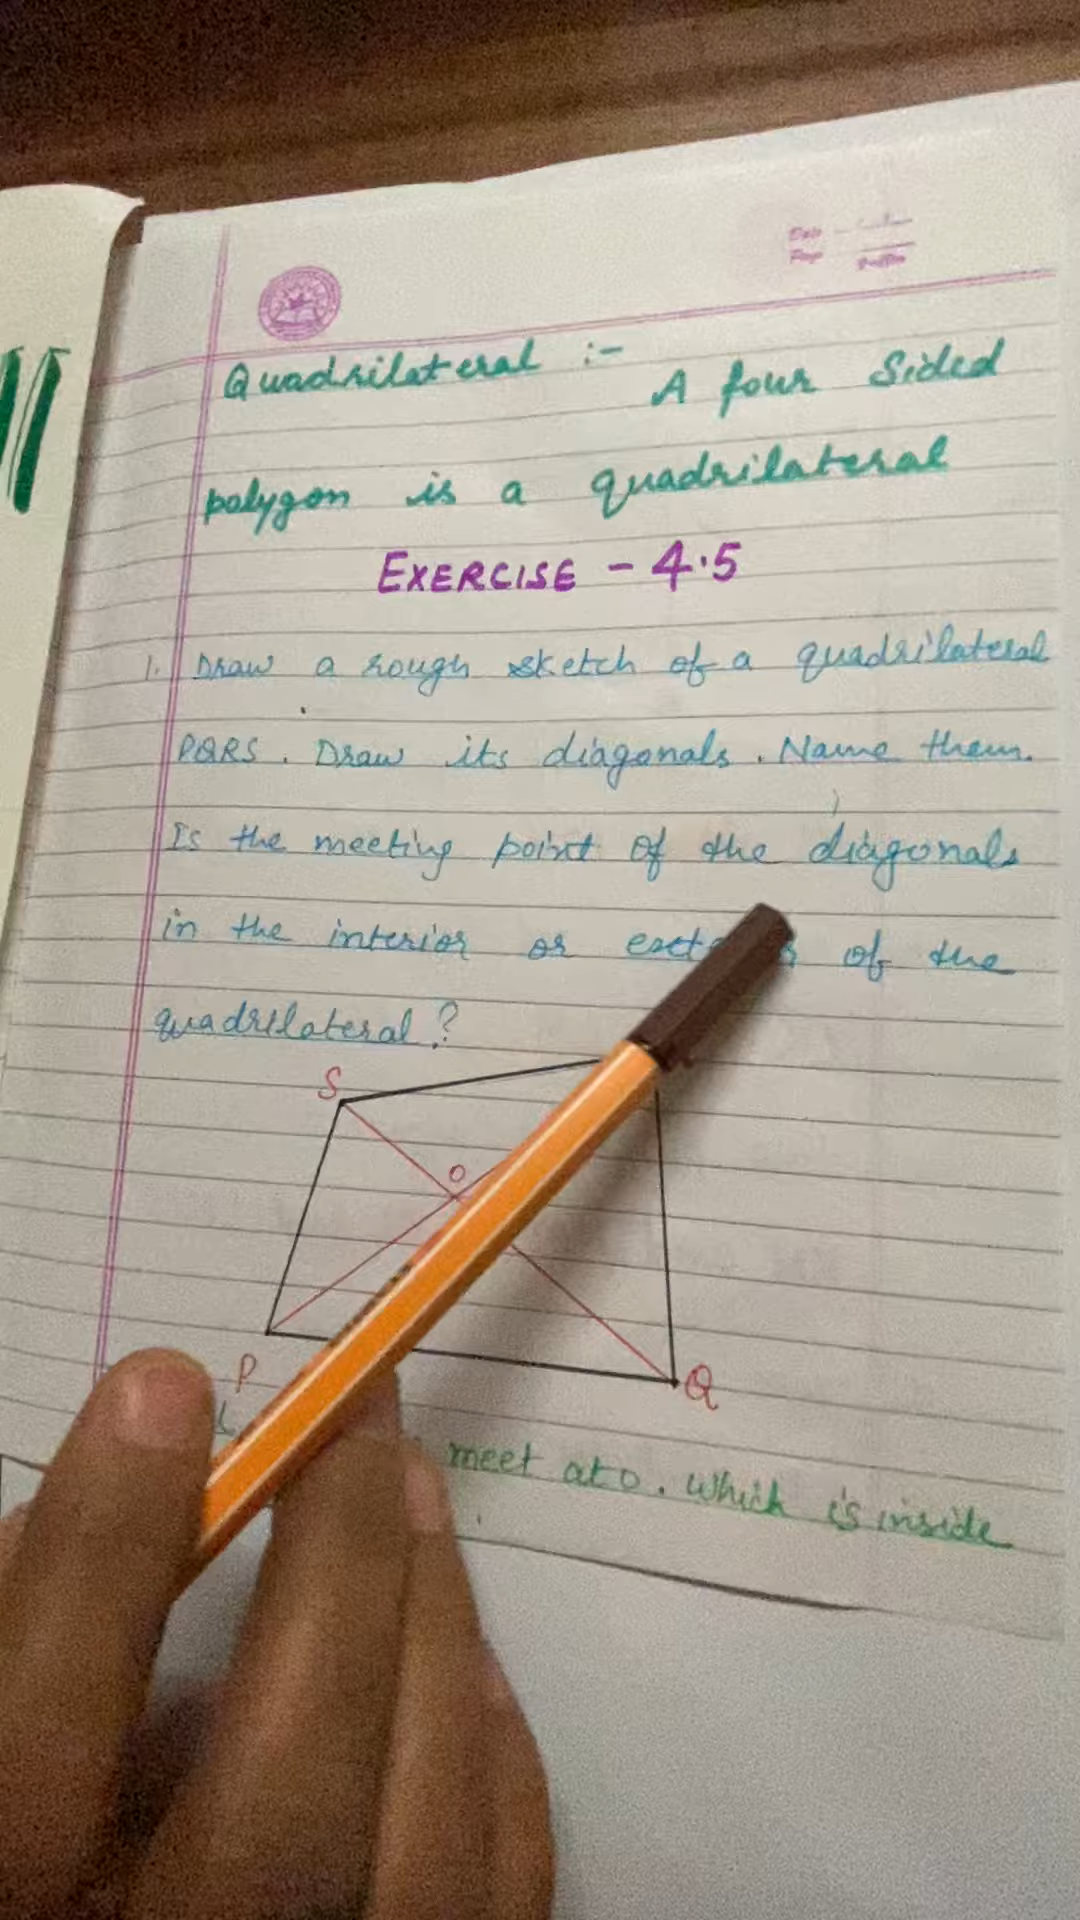 Quadrilateral :- A four Sided
polygon is a quadrilateral
EXERCISE - 4.5
1. Draw a rough sketch of a quadrilateral
PQRS. Draw its diagonals. Name them.
Is the meeting point of the diagonals
in the interior or of the
quadrilateral?
S
O
P
Q
meet at O. Which is inside